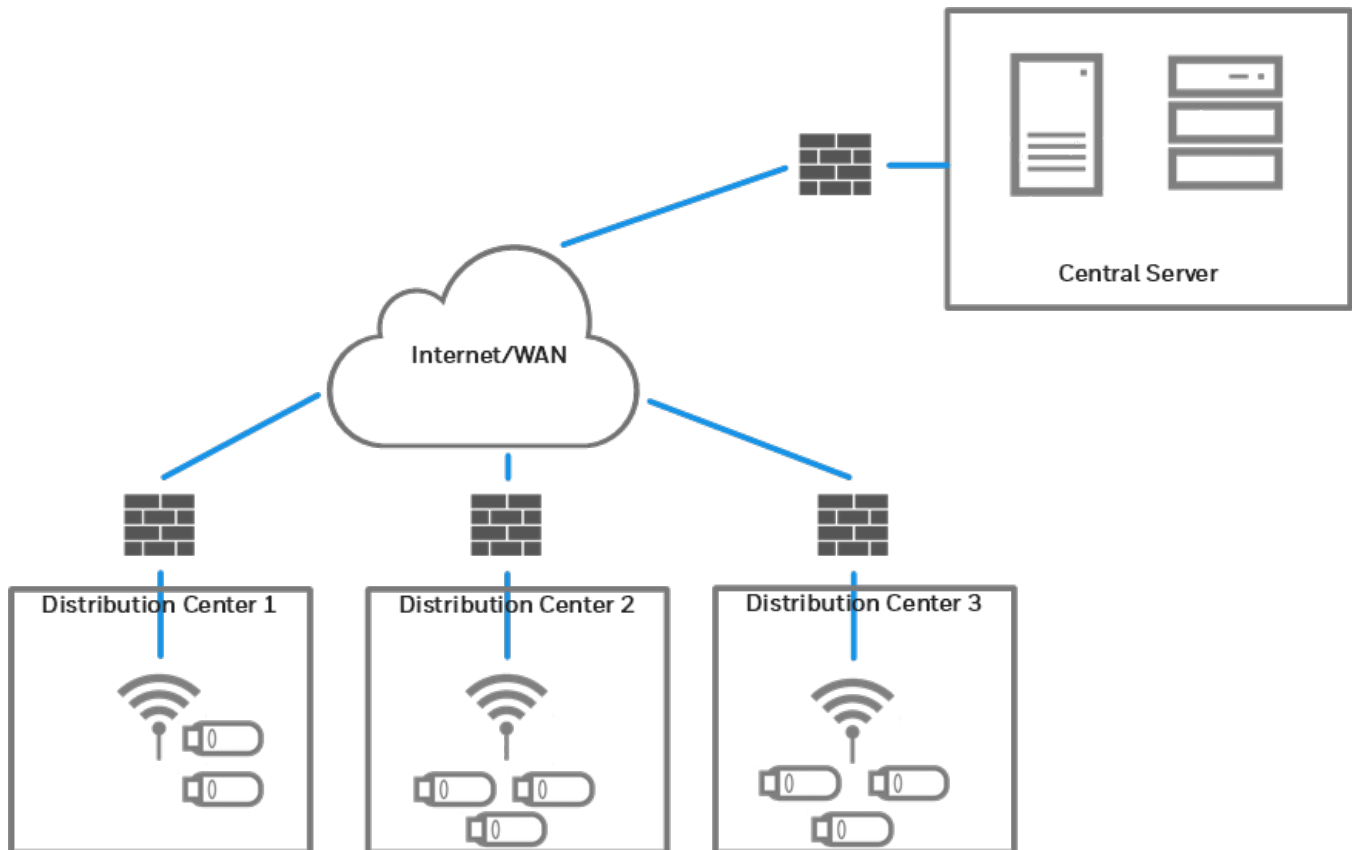 Central Server
Internet/WAN
Distribution Center 1
Distribution Center 2
Distribution Center 3